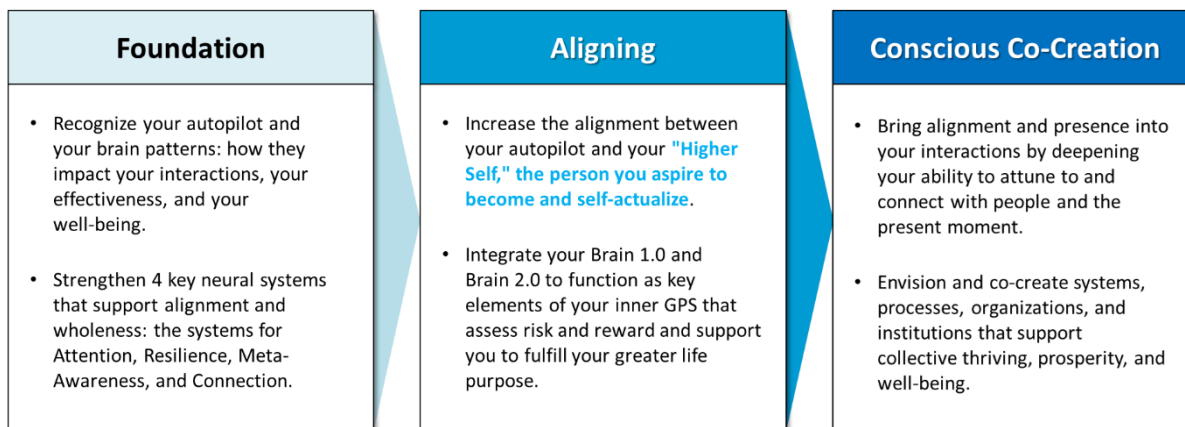 Foundation
• Recognize your autopilot and
your brain patterns: how they
impact your interactions, your
effectiveness, and your
well-being.
• Strengthen 4 key neural systems
that support alignment and
wholeness: the systems for
Attention, Resilience, Meta-
Awareness, and Connection.
Aligning
• Increase the alignment between
your autopilot and your "Higher
Self," the person you aspire to
become and self-actualize.
• Integrate your Brain 1.0 and
Brain 2.0 to function as key
elements of your inner GPS that
assess risk and reward and support
you to fulfill your greater life
purpose.
Conscious Co-Creation
• Bring alignment and presence into
your interactions by deepening
your ability to attune to and
connect with people and the
present moment.
• Envision and co-create systems,
processes, organizations, and
institutions that support
collective thriving, prosperity, and
well-being.